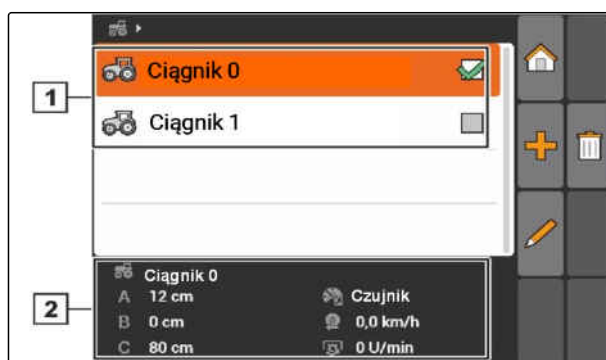 Ciągnik 0
1
Ciągnik 1
2
Ciągnik 0
A 12 cm Czujnik
B 0 cm 0,0 km/h
C 80 cm 0 U/min